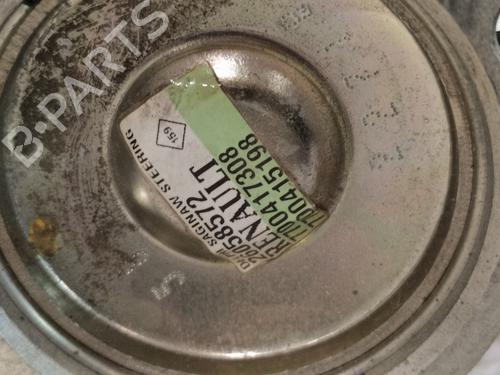 B-PARTS
159
SAGINAW STEERING
26058572
RENAULT
7700417308
7700415198